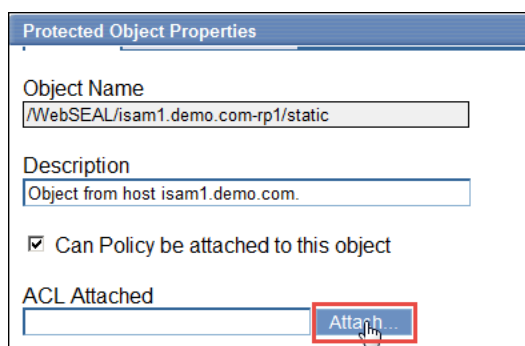 Protected Object Properties
Object Name
/WebSEAL/isam1.demo.com-rp1/static
Description
Object from host isam1.demo.com.
Can Policy be attached to this object
ACL Attached
Attach...